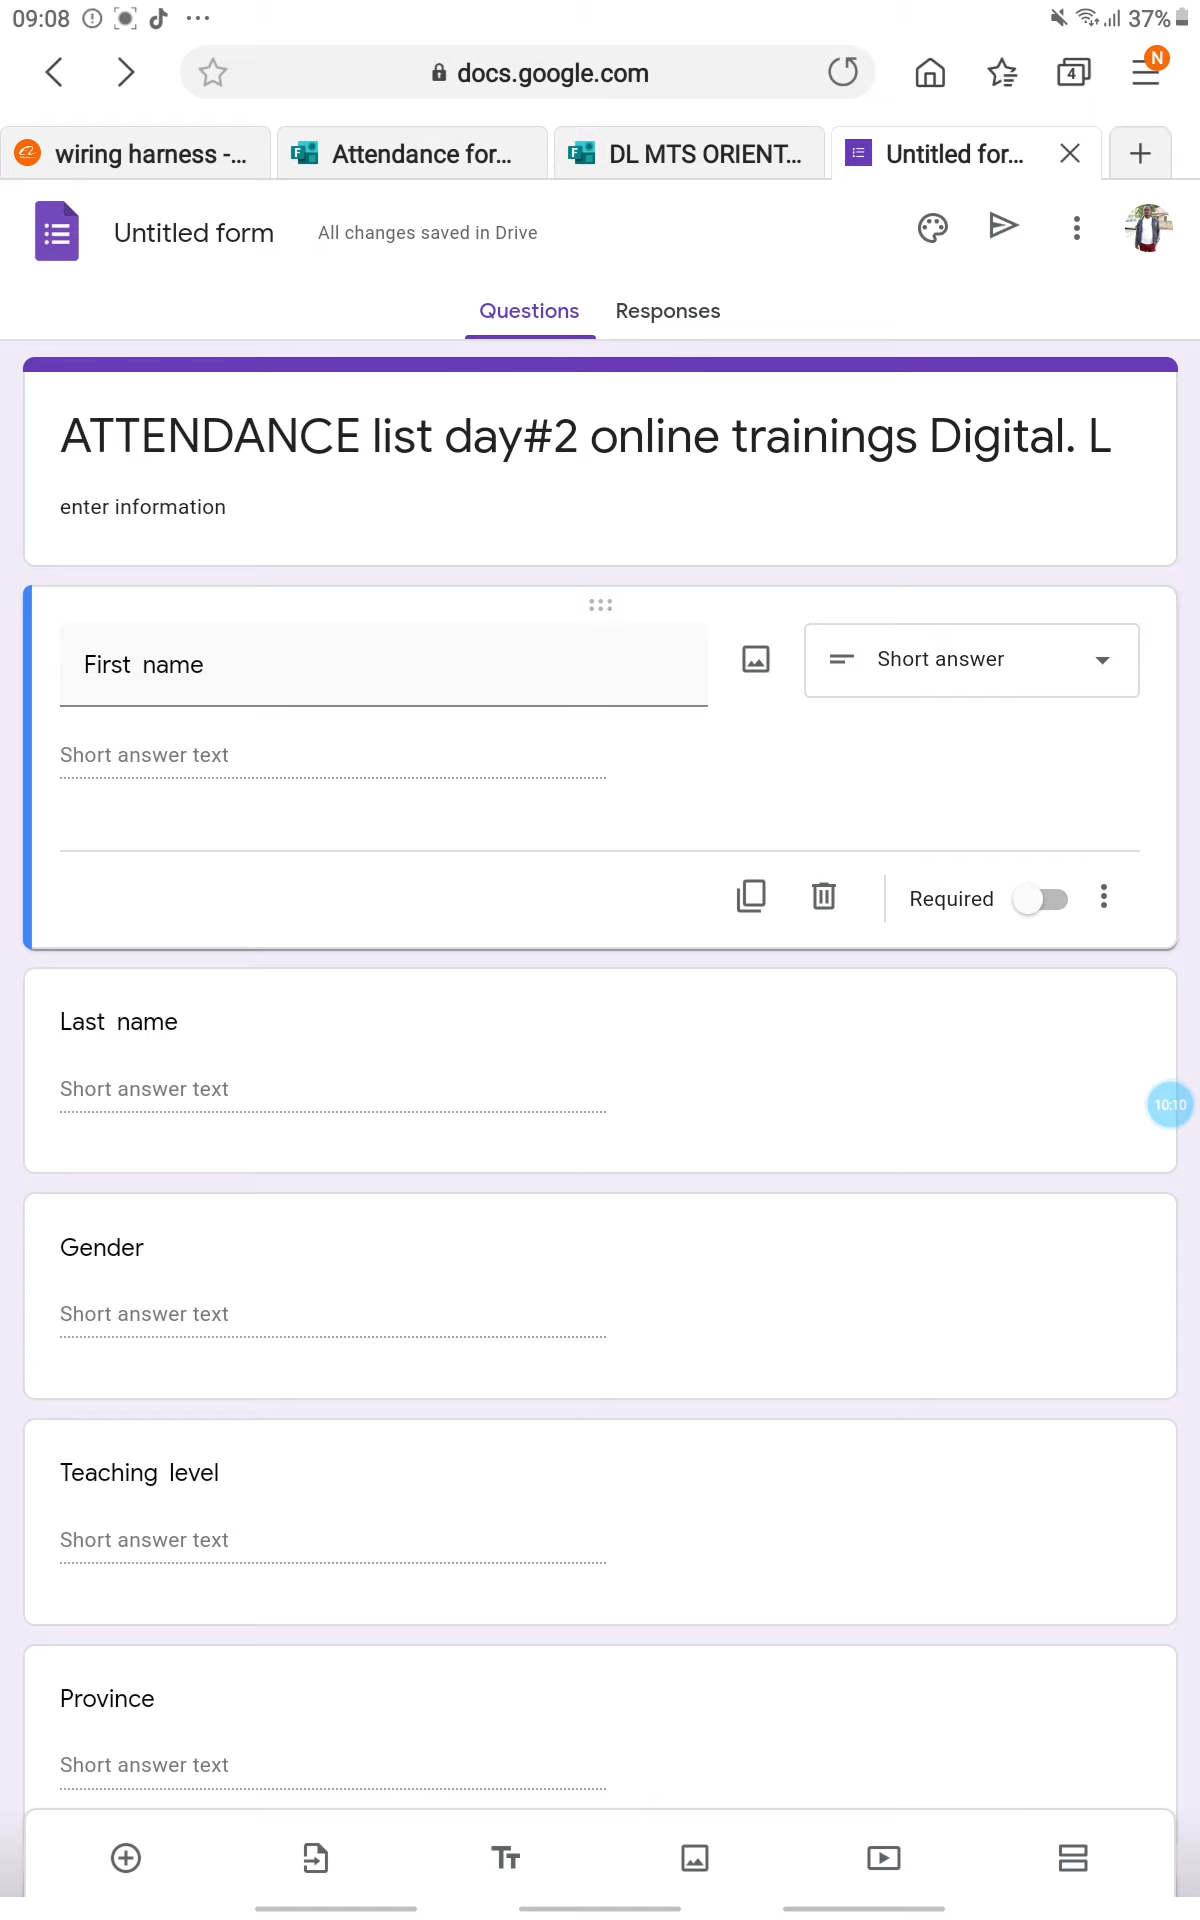 09:08
37%
docs.google.com
4
N
wiring harness -...
Attendance for...
DL MTS ORIENT...
Untitled for...
Untitled form
All changes saved in Drive
Questions
Responses
ATTENDANCE list day#2 online trainings Digital. L
enter information
First name
Short answer
Short answer text
Required
Last name
Short answer text
10:10
Gender
Short answer text
Teaching level
Short answer text
Province
Short answer text